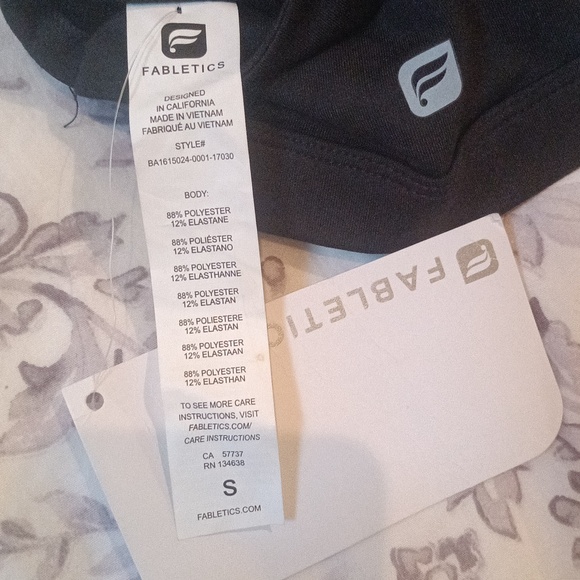 FABLETICS
DESIGNED
IN CALIFORNIA
MADE IN VIETNAM
FABRIQUÉ AU VIETNAM
STYLE#
BA1615024-0001-17030
BODY:
88% POLYESTER
12% ELASTANE
88% POLIÉSTER
12% ELASTANO
88% POLYESTER
12% ELASTHANNE
88% POLYESTER
12% ELASTAN
88% POLIESTERE
12% ELASTAN
88% POLYESTER
12% ELASTAAN
88% POLYESTER
12% ELASTHAN
TO SEE MORE CARE
INSTRUCTIONS, VISIT
FABLETICS.COM/
CARE INSTRUCTIONS
CA 57737
RN 134638
S
FABLETICS.COM
FABLETIC